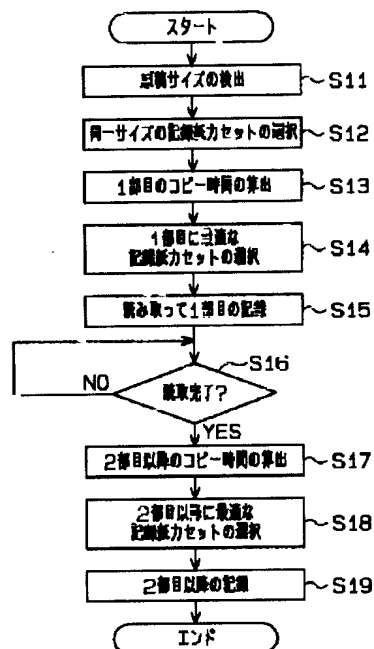 スタート
原稿サイズの検出 S11
同一サイズの記録紙カセットの選択 S12
1部目のコピー時間の算出 S13
1部目に最適な
記録紙カセットの選択 S14
読み取って1部目の記録 S15
S16
NO 読取完了?
YES
2部目以降のコピー時間の算出 S17
2部目以降に最適な
記録紙カセットの選択 S18
2部目以降の記録 S19
エンド